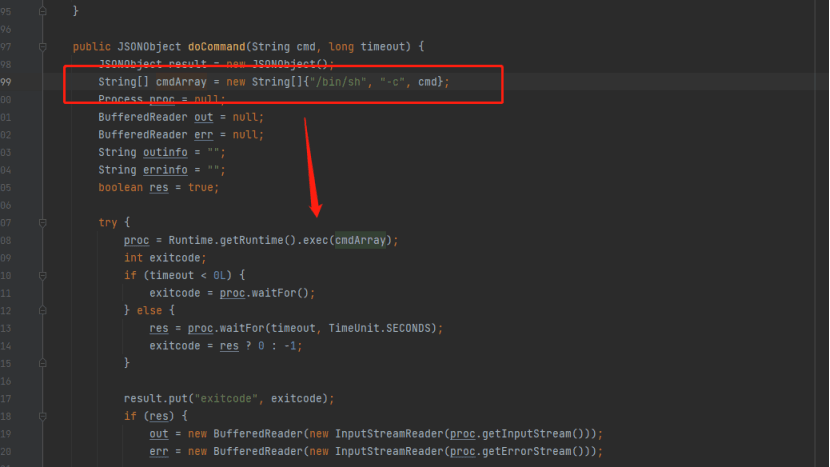 95 }
96
97 public JSONObject doCommand(String cmd, long timeout) {
98 JSONObject result = new JSONObject();
99 String[] cmdArray = new String[]{"/bin/sh", "-c", cmd};
00 Process proc = null;
01 BufferedReader out = null;
02 BufferedReader err = null;
03 String outinfo = "";
04 String errinfo = "";
05 boolean res = true;
06
07 try {
08 proc = Runtime.getRuntime().exec(cmdArray);
09 int exitcode;
10 if (timeout < 0L) {
11 exitcode = proc.waitFor();
12 } else {
13 res = proc.waitFor(timeout, TimeUnit.SECONDS);
14 exitcode = res ? 0 : -1;
15 }
16
17 result.put("exitcode", exitcode);
18 if (res) {
19 out = new BufferedReader(new InputStreamReader(proc.getInputStream()));
20 err = new BufferedReader(new InputStreamReader(proc.getErrorStream()));